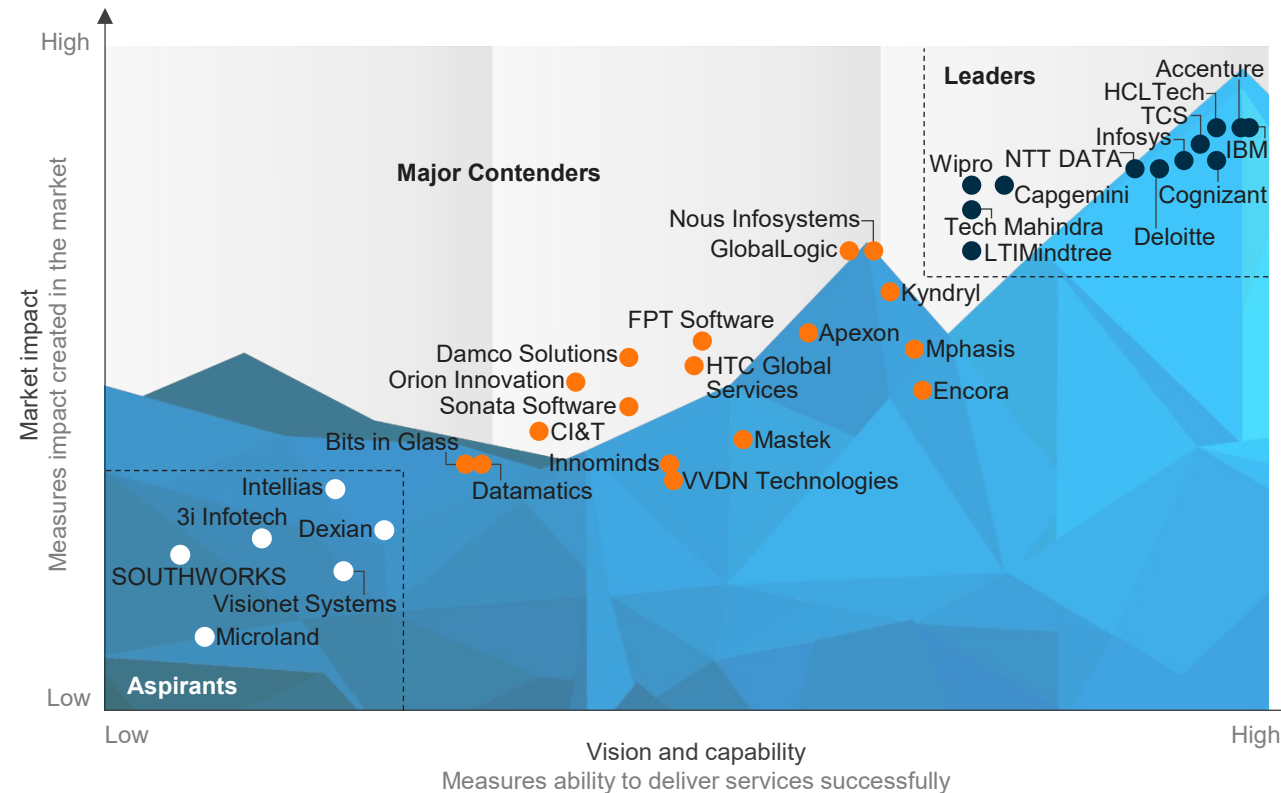 High
Leaders
Accenture
HCLTech
TCS
Infosys
IBM
Wipro
NTT DATA
Capgemini
Cognizant
Tech Mahindra
Deloitte
LTIMindtree
Major Contenders
Nous Infosystems
GlobalLogic
Kyndryl
FPT Software
Apexon
Damco Solutions
Mphasis
HTC Global
Services
Orion Innovation
Encora
Sonata Software
CI&T
Mastek
Bits in Glass
Innominds
Datamatics
VVDN Technologies
Intellias
3i Infotech
Dexian
SOUTHWORKS
Visionet Systems
Microland
Aspirants
Market impact
Measures impact created in the market
Low
Low
High
Vision and capability
Measures ability to deliver services successfully